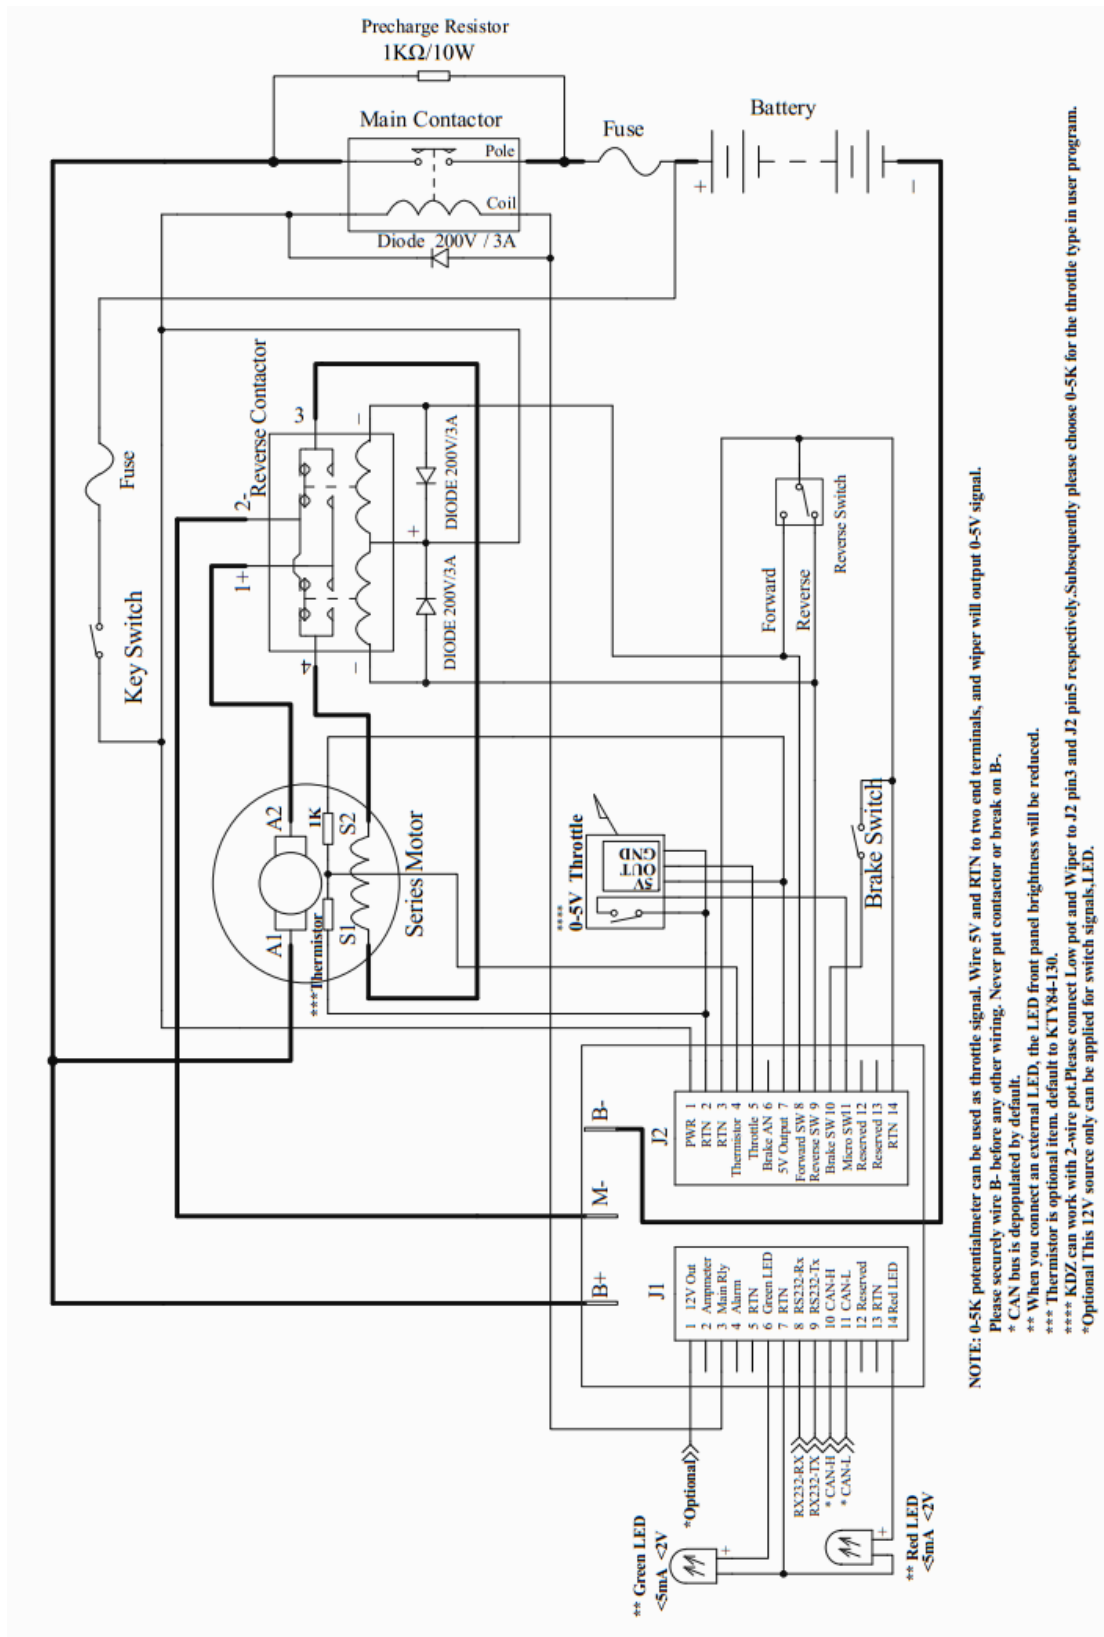 Precharge Resistor
1KΩ/10W
Main Contactor
Pole
Coil
Diode 200V / 3A
Fuse
Battery
+
−
Fuse
Key Switch
Reverse Contactor
1+
2-
3
4
−
+
−
DIODE 200V/3A
DIODE 200V/3A
A1
A2
S1
S2
1K
***Thermistor
Series Motor
****
0-5V Throttle
5V
OUT
GND
Forward
Reverse
Reverse Switch
Brake Switch
B+
M-
B-
J2
PWR 1
RTN 2
RTN 3
Thermistor 4
Throttle 5
Brake AN 6
5V Output 7
Forward SW 8
Reverse SW 9
Brake SW 10
Micro SW11
Reserved 12
Reserved 13
RTN 14
J1
1 12V Out
2 Ampmeter
3 Main Rly
4 Alarm
5 RTN
6 Green LED
7 RTN
8 RS232-Rx
9 RS232-Tx
10 CAN-H
11 CAN-L
12 Reserved
13 RTN
14 Red LED
*Optional
RX232-RX
RX232-TX
* CAN-H
* CAN-L
** Green LED
<5mA <2V
+
** Red LED
<5mA <2V
+
NOTE: 0-5K potentialmeter can be used as throttle signal. Wire 5V and RTN to two end terminals, and wiper will output 0-5V signal.
Please securely wire B- before any other wiring. Never put contactor or break on B-.
* CAN bus is depopulated by default.
** When you connect an external LED, the LED front panel brightness will be reduced.
*** Thermistor is optional item. default to KTY84-130.
**** KDZ can work with 2-wire pot.Please connect Low pot and Wiper to J2 pin3 and J2 pin5 respectively.Subsequently please choose 0-5K for the throttle type in user program.
*Optional This 12V source only can be applied for switch signals,LED.